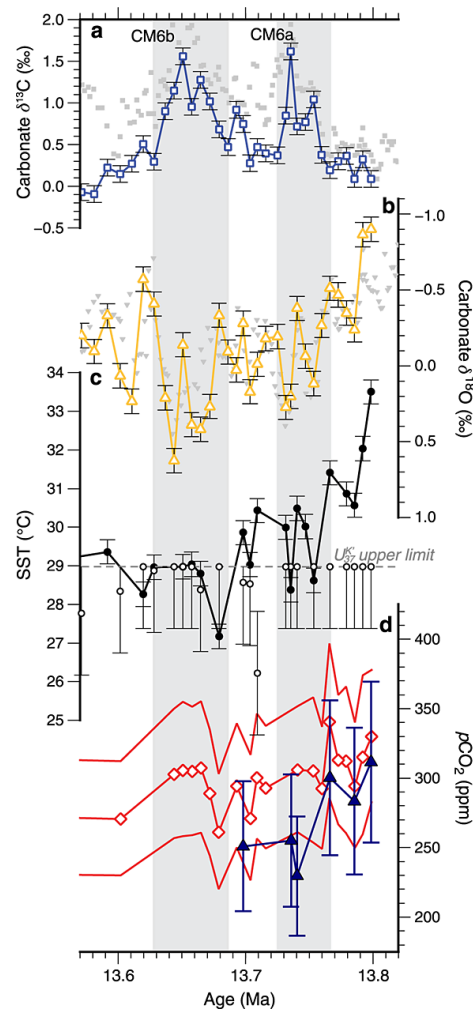 a
CM6b
CM6a
Carbonate δ¹³C (‰)
2.0
1.5
1.0
0.5
0.0
−0.5
b
−1.0
−0.5
0.0
0.5
1.0
Carbonate δ¹⁸O (‰)
c
34
33
32
31
30
29
28
27
26
25
SST (°C)
U₃₇ᴷ′ upper limit
d
400
350
300
250
200
pCO₂ (ppm)
13.6
13.7
13.8
Age (Ma)